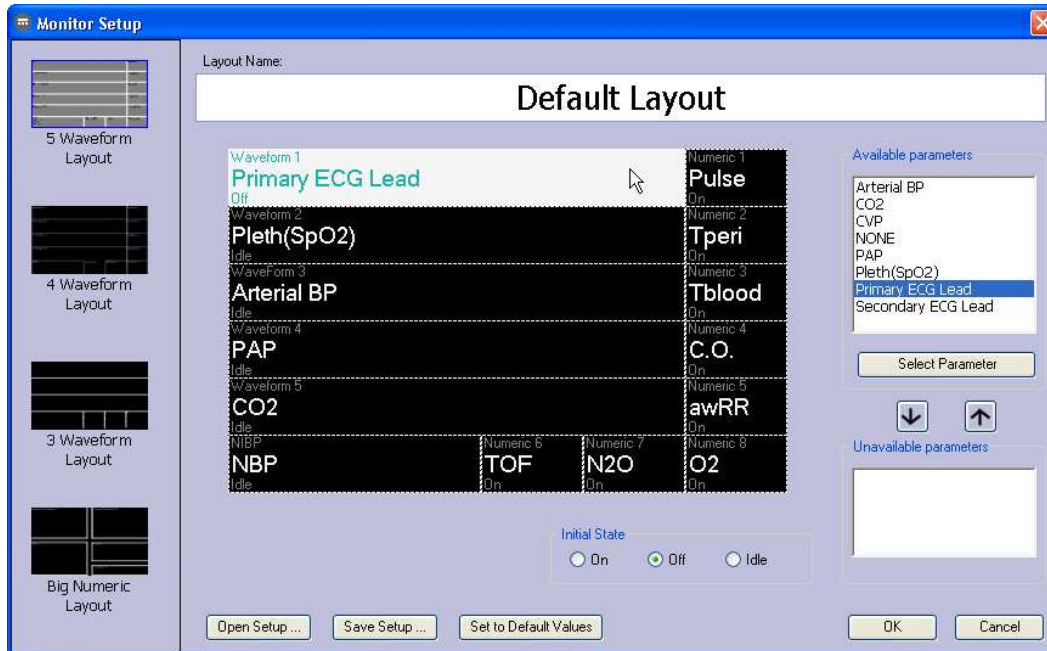 Monitor Setup
5 Waveform
Layout
4 Waveform
Layout
3 Waveform
Layout
Big Numeric
Layout
Layout Name:
Default Layout
Waveform 1
Primary ECG Lead
Off
Numeric 1
Pulse
On
Waveform 2
Pleth(SpO2)
Idle
Numeric 2
Tperi
On
WaveForm 3
Arterial BP
Idle
Numeric 3
Tblood
On
Waveform 4
PAP
Idle
Numeric 4
C.O.
On
Waveform 5
CO2
Idle
Numeric 5
awRR
On
NIBP
NBP
Idle
Numeric 6
TOF
On
Numeric 7
N2O
On
Numeric 8
O2
On
Initial State
On
Off
Idle
Available parameters
Arterial BP
CO2
CVP
NONE
PAP
Pleth(SpO2)
Primary ECG Lead
Secondary ECG Lead
Select Parameter
Unavailable parameters
Open Setup ...
Save Setup ...
Set to Default Values
OK
Cancel